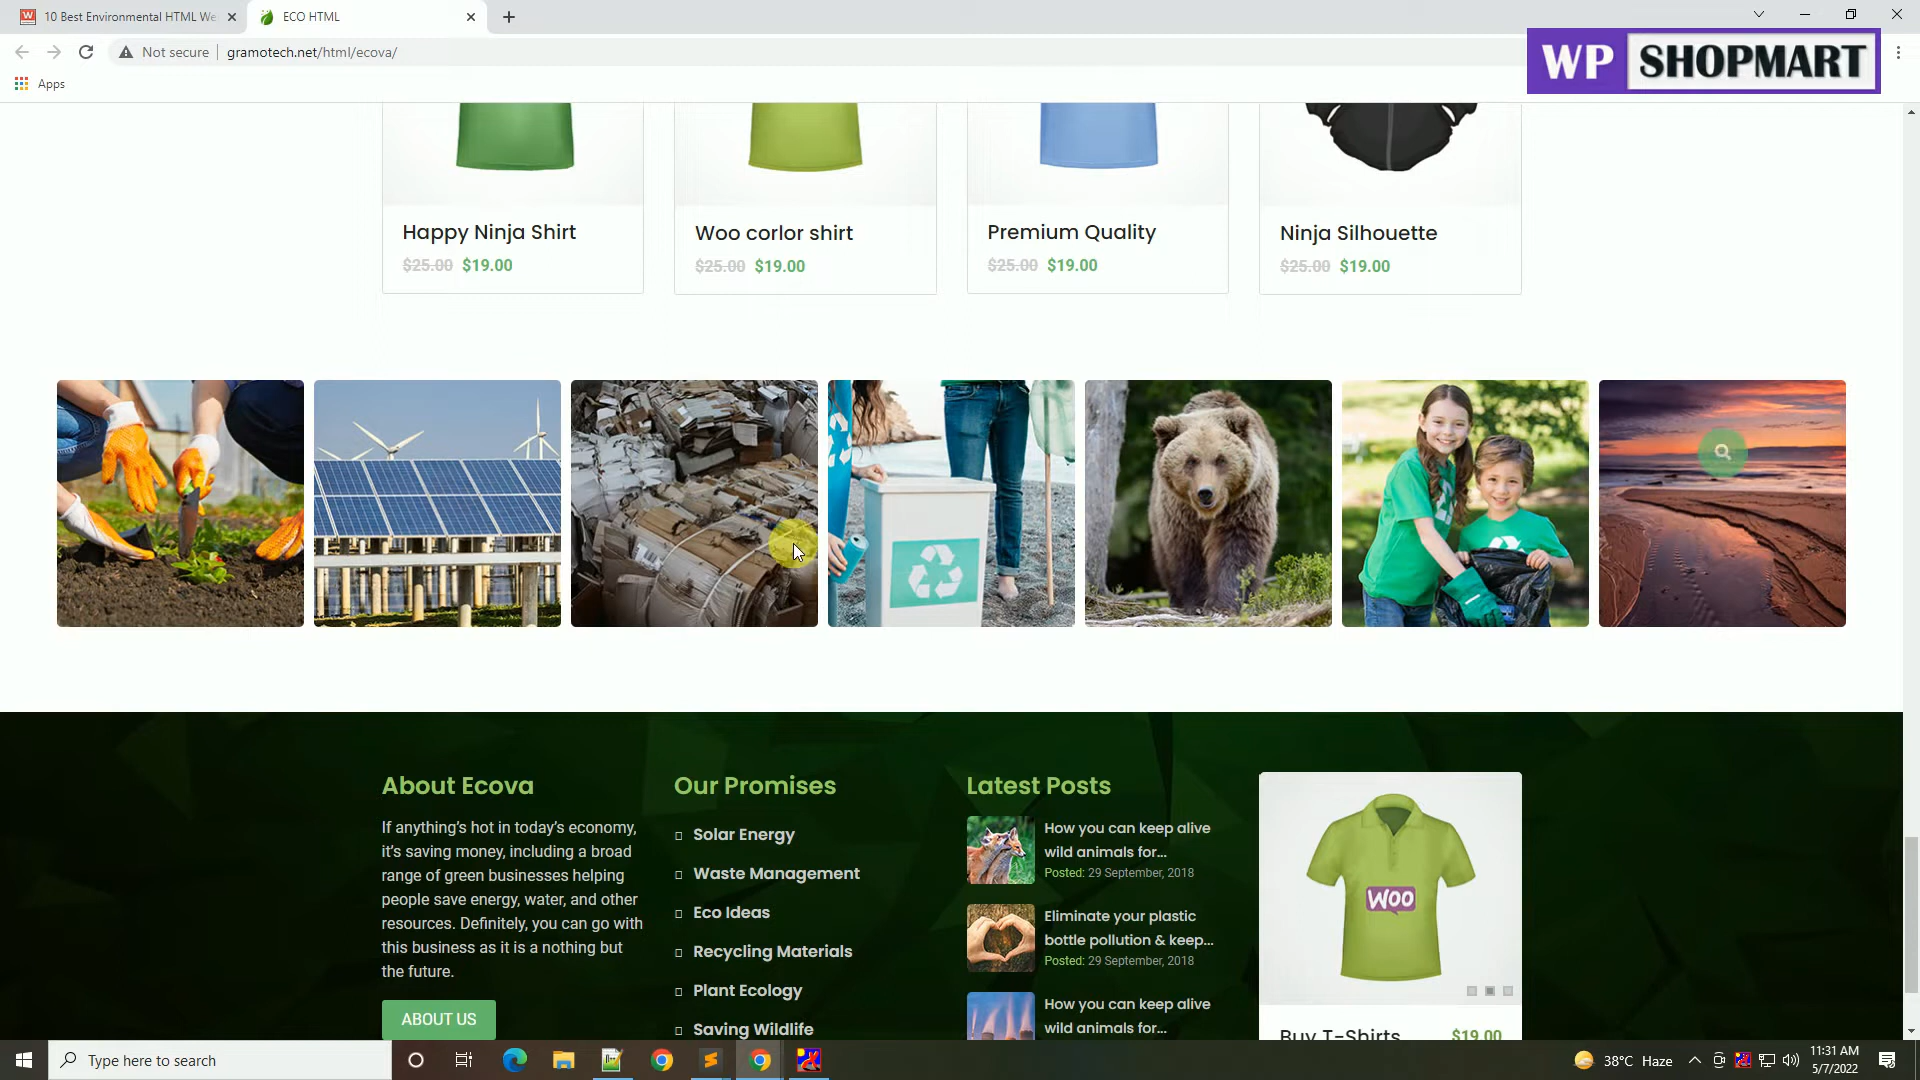 10 Best Environmental HTML We
ECO HTML
Not secure
gramotech.net/html/ecova/
WP SHOPMART
Apps
Happy Ninja Shirt
$25.00 $19.00
Woo corlor shirt
$25.00 $19.00
Premium Quality
$25.00 $19.00
Ninja Silhouette
$25.00 $19.00
About Ecova
If anything's hot in today's economy,
it's saving money, including a broad
range of green businesses helping
people save energy, water, and other
resources. Definitely, you can go with
this business as it is a nothing but
the future.
ABOUT US
Our Promises
Solar Energy
Waste Management
Eco Ideas
Recycling Materials
Plant Ecology
Saving Wildlife
Latest Posts
How you can keep alive
wild animals for...
Posted: 29 September, 2018
Eliminate your plastic
bottle pollution & keep...
Posted: 29 September, 2018
How you can keep alive
wild animals for...
WOO
Buy T-Shirts $19.00
Type here to search
38°C Haze
11:31 AM
5/7/2022